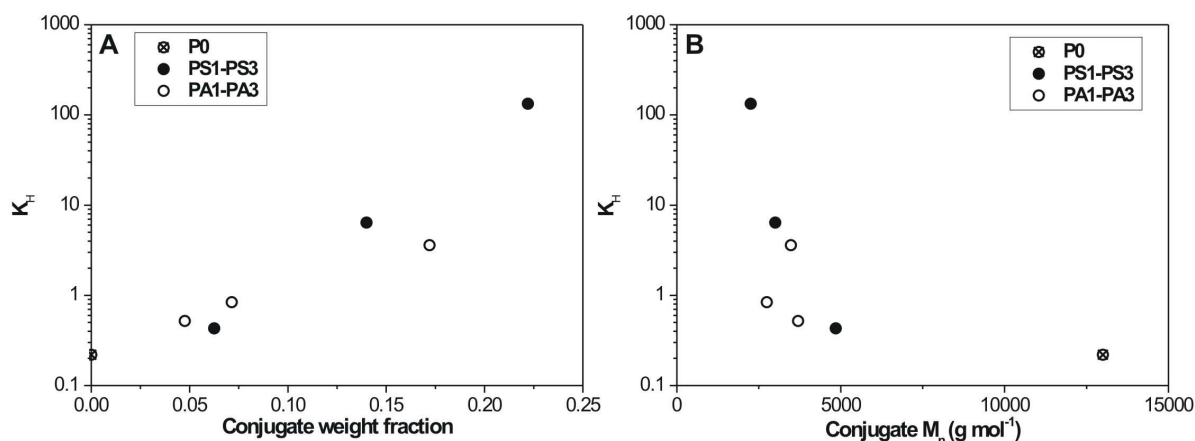 A
P0
PS1-PS3
PA1-PA3
1000
100
10
1
0.1
K_H
0.00
0.05
0.10
0.15
0.20
0.25
Conjugate weight fraction
B
P0
PS1-PS3
PA1-PA3
1000
100
10
1
0.1
K_H
0
5000
10000
15000
Conjugate M_n (g mol⁻¹)